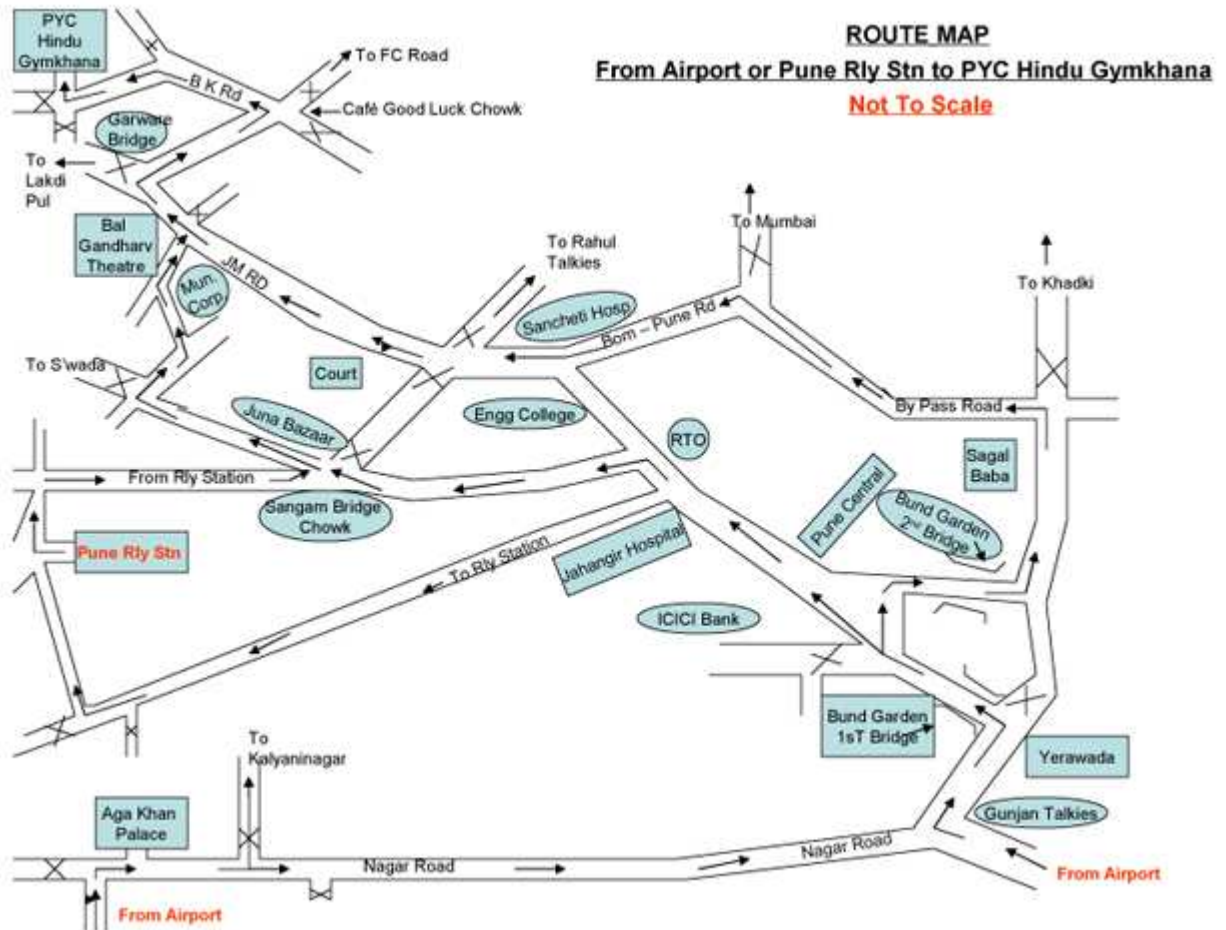 ROUTE MAP
From Airport or Pune Rly Stn to PYC Hindu Gymkhana
Not To Scale
PYC
Hindu
Gymkhana
To FC Road
B K Rd
Café Good Luck Chowk
Garware
Bridge
To
Lakdi
Pul
Bal
Gandharv
Theatre
Mun.
Corp.
JM RD
To Rahul
Talkies
To Mumbai
To Khadki
Sancheti Hosp
Bom – Pune Rd
To S'wada
Court
Juna Bazaar
Engg College
By Pass Road
RTO
Sagal
Baba
Pune Central
Bund Garden
2nd Bridge
From Rly Station
Sangam Bridge
Chowk
Pune Rly Stn
To Rly Station
Jahangir Hospital
ICICI Bank
Bund Garden
1sT Bridge
Yerawada
To
Kalyaninagar
Gunjan Talkies
Aga Khan
Palace
Nagar Road
Nagar Road
From Airport
From Airport